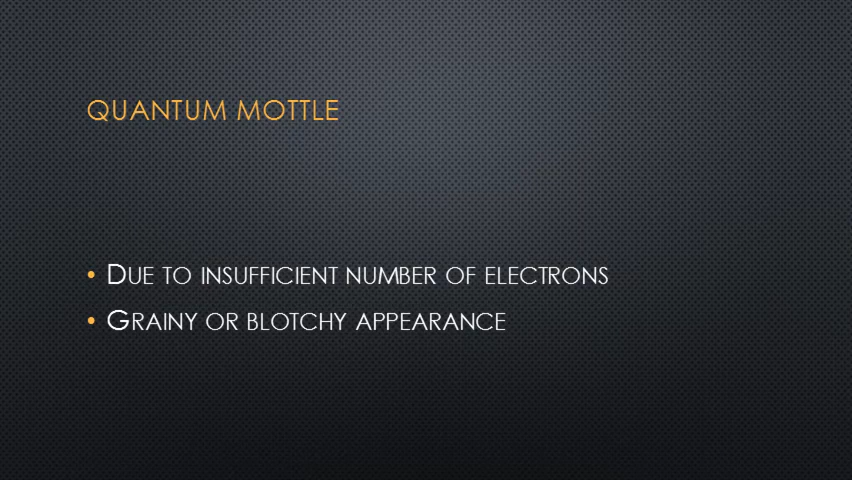 QUANTUM MOTTLE
• DUE TO INSUFFICIENT NUMBER OF ELECTRONS
• GRAINY OR BLOTCHY APPEARANCE